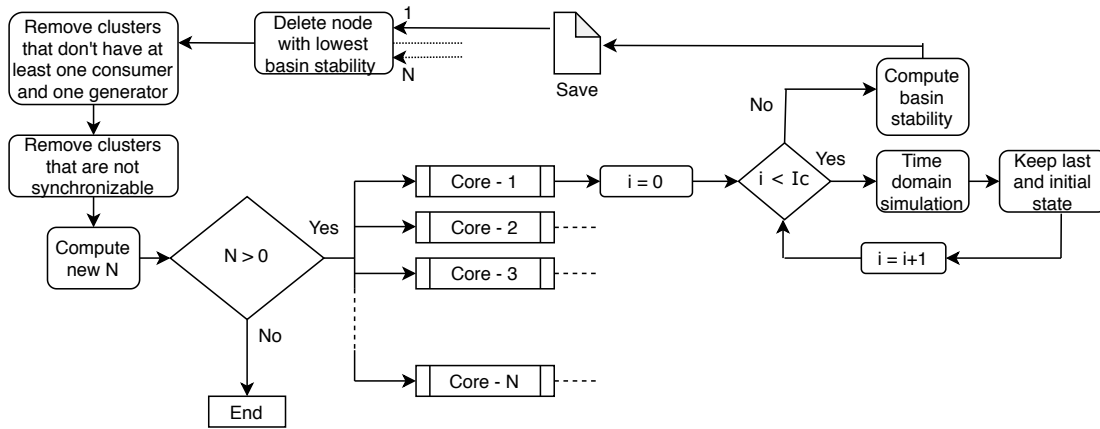 Remove clusters
that don't have at
least one consumer
and one generator
Delete node
with lowest
basin stability
1
N
Save
Compute
basin
stability
No
Remove clusters
that are not
synchronizable
Compute
new N
N > 0
Yes
No
End
Core - 1
Core - 2
Core - 3
Core - N
i = 0
i < Ic
Yes
Time
domain
simulation
Keep last
and initial
state
i = i+1